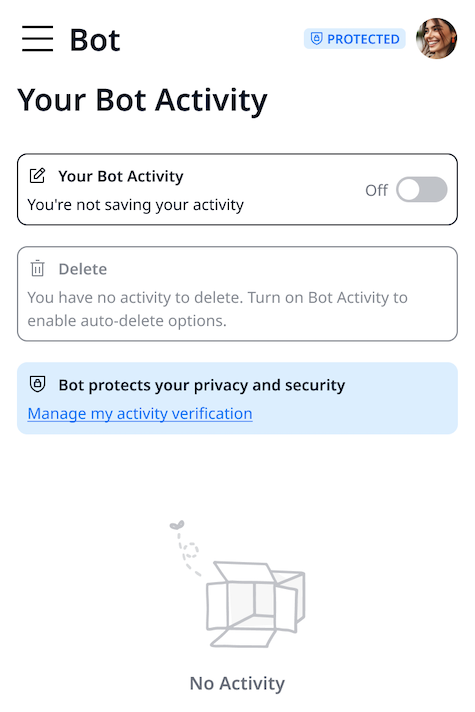 Bot
PROTECTED
Your Bot Activity
Your Bot Activity
You're not saving your activity
Off
Delete
You have no activity to delete. Turn on Bot Activity to
enable auto-delete options.
Bot protects your privacy and security
Manage my activity verification
No Activity